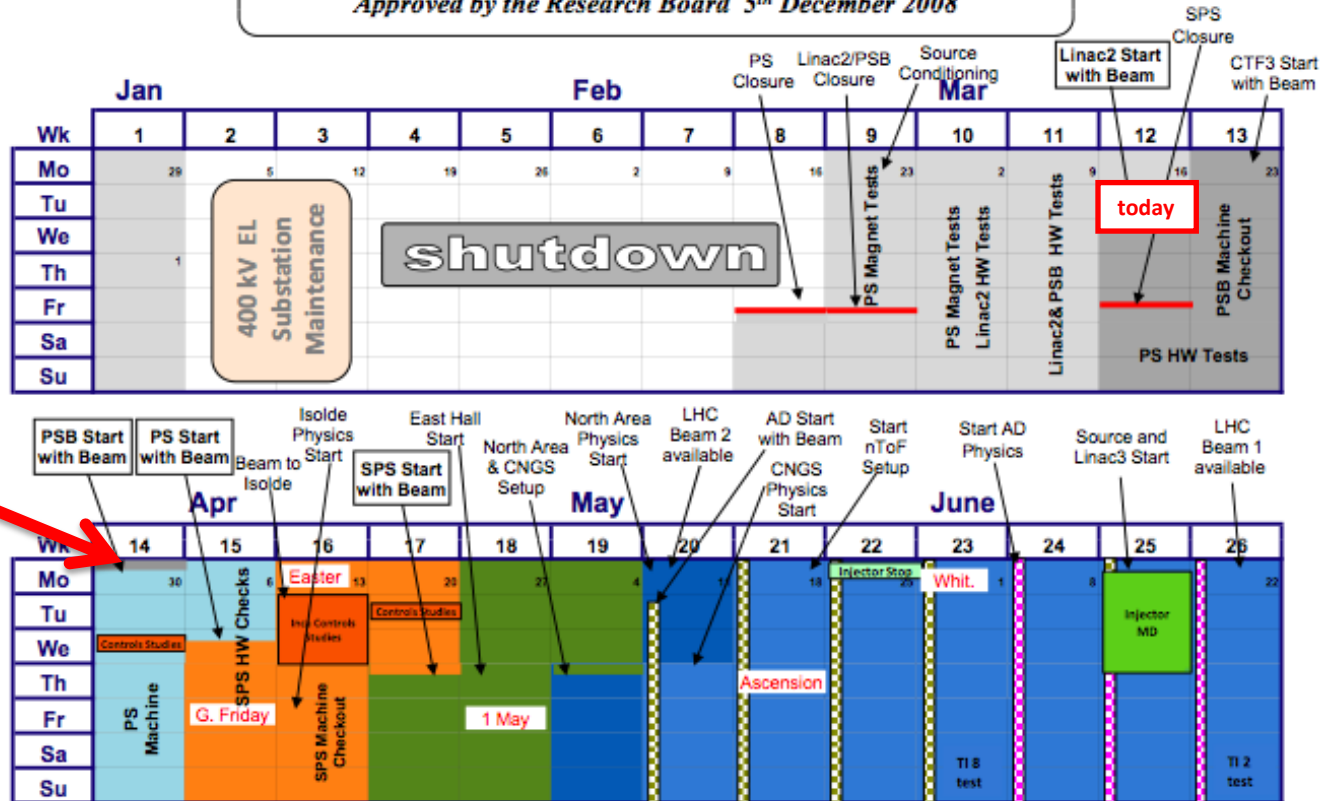 Approved by the Research Board 5th December 2008
SPS
Closure
PS
Closure
Linac2/PSB
Closure
Source
Conditioning
Linac2 Start
with Beam
CTF3 Start
with Beam
Jan Feb Mar
Wk 1 2 3 4 5 6 7 8 9 10 11 12 13
Mo 29 5 12 19 26 2 9 16 23 2 9 16 23
Tu
We
Th 1
Fr
Sa
Su
400 kV EL
Substation
Maintenance
shutdown
PS Magnet Tests
PS Magnet Tests
Linac2 HW Tests
Linac2& PSB HW Tests
today
PSB Machine
Checkout
PS HW Tests
PSB Start
with Beam
PS Start
with Beam
Beam to
Isolde
Isolde
Physics
Start
SPS Start
with Beam
East Hall
Start
North Area
& CNGS
Setup
North Area
Physics
Start
LHC
Beam 2
available
AD Start
with Beam
CNGS
Physics
Start
Start
nToF
Setup
Start AD
Physics
Source and
Linac3 Start
LHC
Beam 1
available
Apr May June
Wk 14 15 16 17 18 19 20 21 22 23 24 25 26
Mo 30 6 13 20 27 4 11 18 25 1 8 22
Tu
We
Th
Fr
Sa
Su
Controls Studies
PS
Machine
SPS HW Checks
G. Friday
Easter
Inca Controls
Studies
SPS Machine
Checkout
Controls Studies
1 May
Ascension
Injector Stop
Whit.
TI 8
test
Injector
MD
TI 2
test